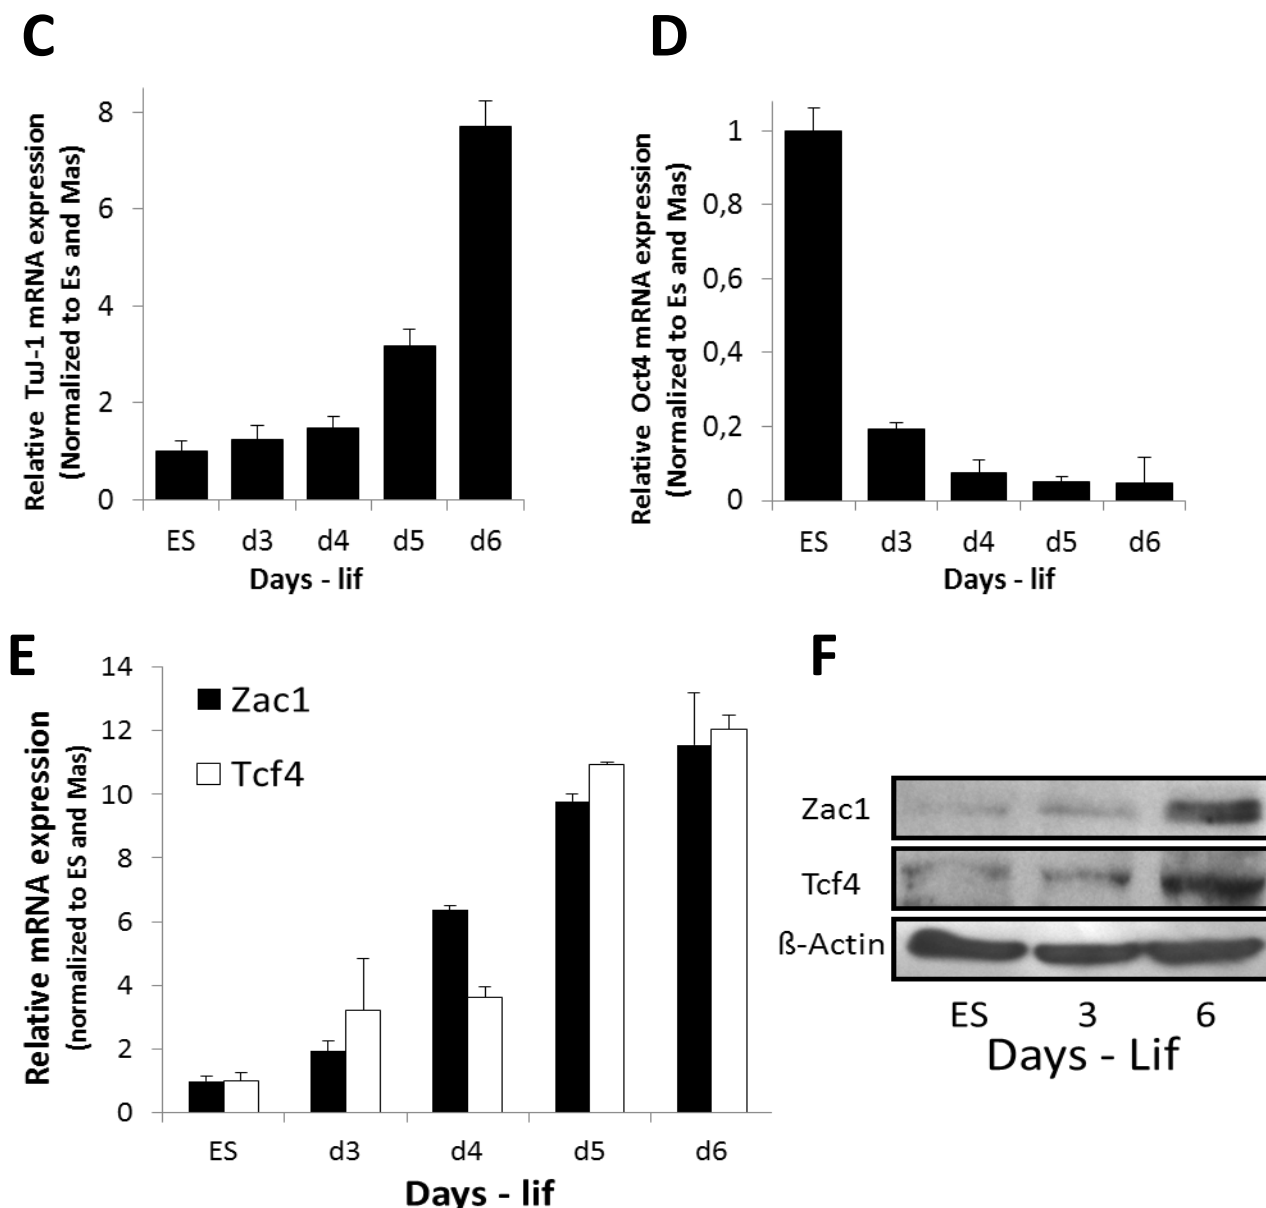 C
Relative TuJ-1 mRNA expression
(Normalized to Es and Mas)
8
6
4
2
0
ES d3 d4 d5 d6
Days - lif
D
Relative Oct4 mRNA expression
(Normalized to Es and Mas)
1
0,8
0,6
0,4
0,2
0
ES d3 d4 d5 d6
Days - lif
E
Relative mRNA expression
(normalized to ES and Mas)
14
12
10
8
6
4
2
0
Zac1
Tcf4
ES d3 d4 d5 d6
Days - lif
F
Zac1
Tcf4
ß-Actin
ES 3 6
Days - Lif